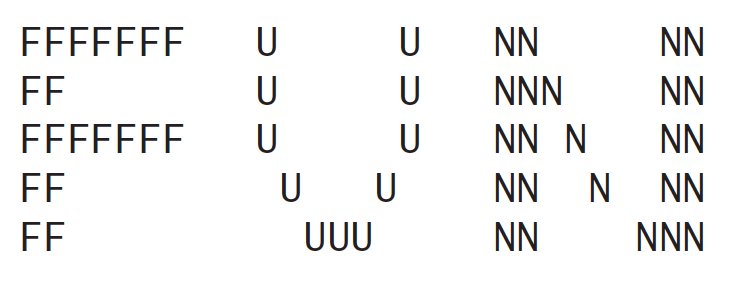 FFFFFFF   U     U   NN     NN
FF        U     U   NNN    NN
FFFFFFF   U     U   NN N   NN
FF         U   U    NN  N  NN
FF          UUU     NN    NNN